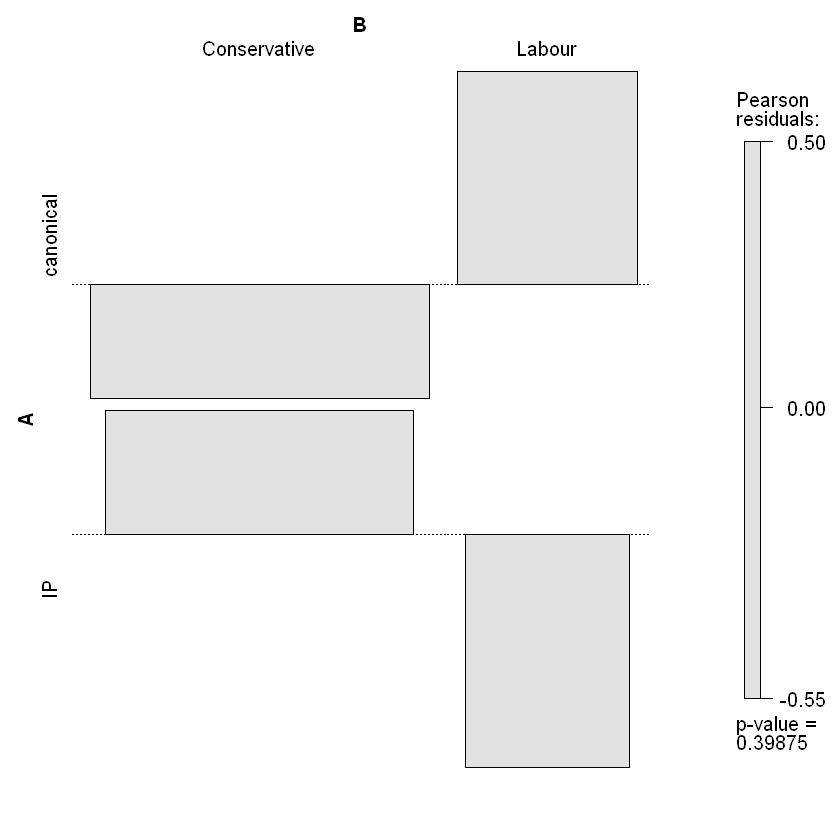 B
Conservative Labour
Pearson
residuals:
0.50
canonical
0.00
A
IP
-0.55
p-value =
0.39875